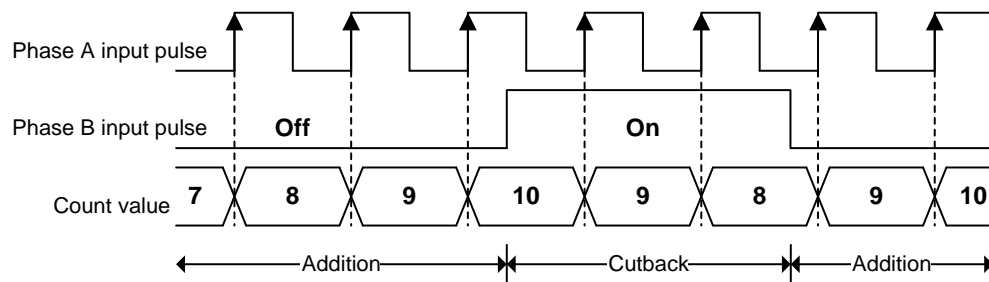 Phase A input pulse
Phase B input pulse Off On
Count value 7 8 9 10 9 8 9 10
Addition Cutback Addition